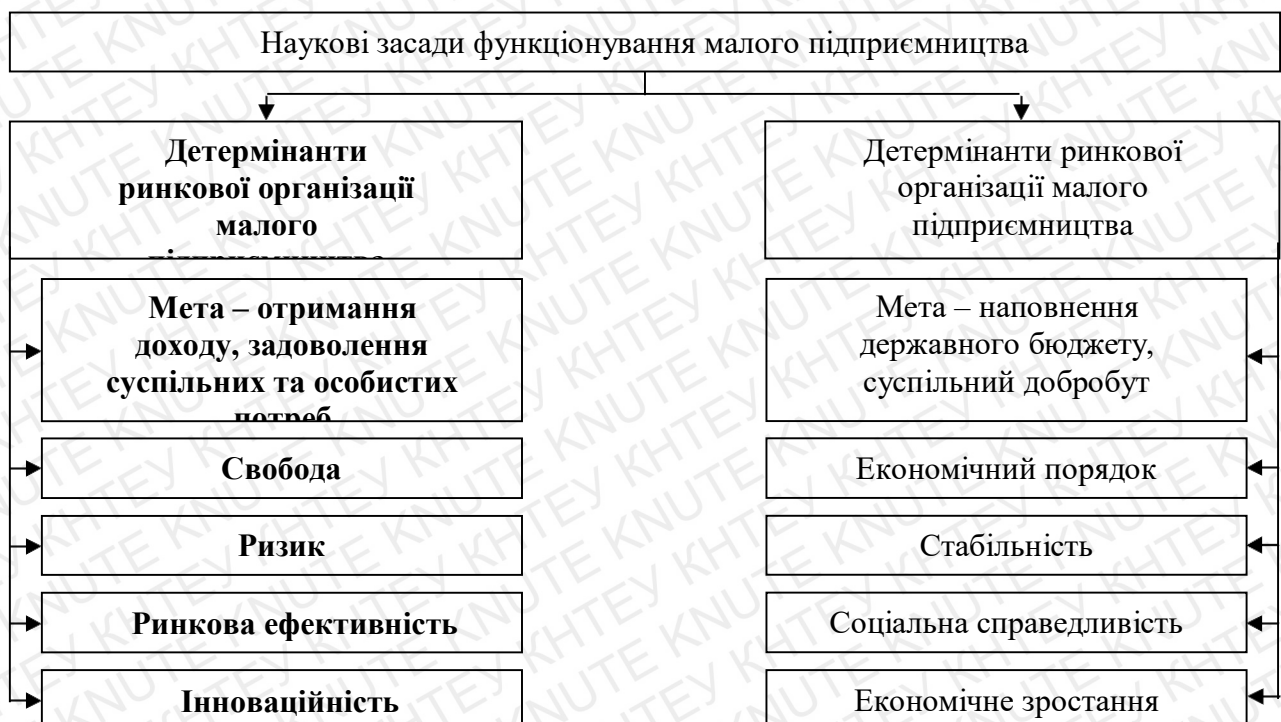 Наукові засади функціонування малого підприємництва
Детермінанти
ринкової організації
малого
Мета – отримання
доходу, задоволення
суспільних та особистих
потреб
Свобода
Ризик
Ринкова ефективність
Інноваційність
Детермінанти ринкової
організації малого
підприємництва
Мета – наповнення
державного бюджету,
суспільний добробут
Економічний порядок
Стабільність
Соціальна справедливість
Економічне зростання